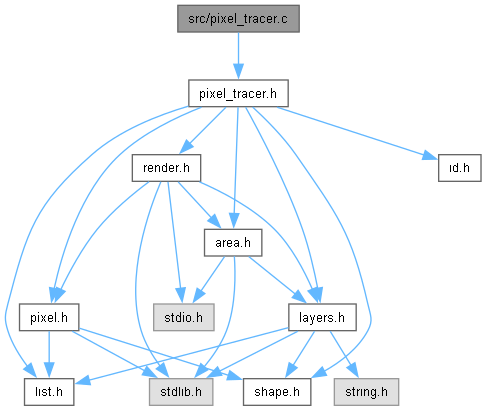 src/pixel_tracer.c
pixel_tracer.h
render.h
id.h
area.h
pixel.h
stdio.h
layers.h
list.h
stdlib.h
shape.h
string.h